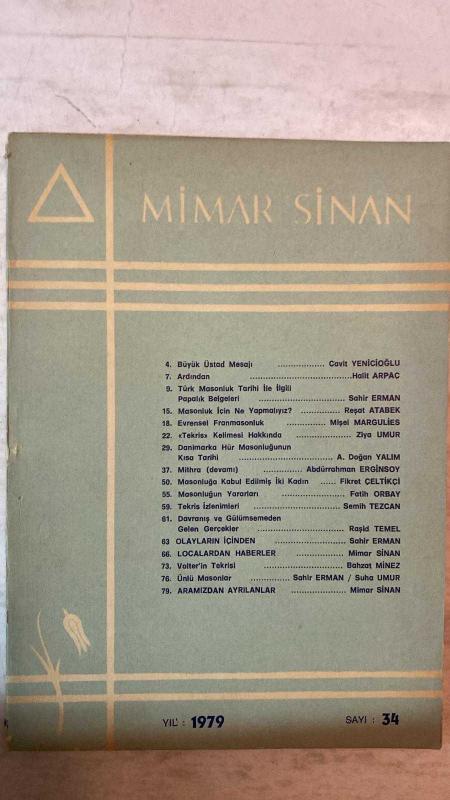 MİMAR SİNAN
4. Büyük Üstad Mesajı .................. Cavit YENİCİOĞLU
7. Ardından .......................................Halit ARPAÇ
9. Türk Masonluk Tarihi İle İlgili
Papalık Belgeleri .............................. Sahir ERMAN
15. Masonluk İçin Ne Yapmalıyız? ............... Reşat ATABEK
18. Evrensel Franmasonluk .................. Mişel MARGULİES
22. «Tekris» Kelimesi Hakkında ..................... Ziya UMUR
29. Danimarka Hür Masonluğunun
Kısa Tarihi .............................. A. Doğan YALIM
37. Mithra (devamı) ............... Abdürrahman ERGİNSOY
50. Masonluğa Kabul Edilmiş İki Kadın ...... Fikret ÇELTİKÇİ
55. Masonluğun Yararları ........................ Fatih ORBAY
59. Tekris İzlenimleri ........................ Semih TEZCAN
61. Davranış ve Gülümsemeden
Gelen Gerçekler .............................. Raşid TEMEL
63 OLAYLARIN İÇİNDEN .................. Sahir ERMAN
66. LOCALARDAN HABERLER .................. Mimar SİNAN
73. Volter'in Tekrisi .............................. Bahzat MİNEZ
76. Ünlü Masonlar ............... Sahir ERMAN / Suha UMUR
79. ARAMIZDAN AYRILANLAR ..................... Mimar SİNAN
YIL : 1979 SAYI : 34